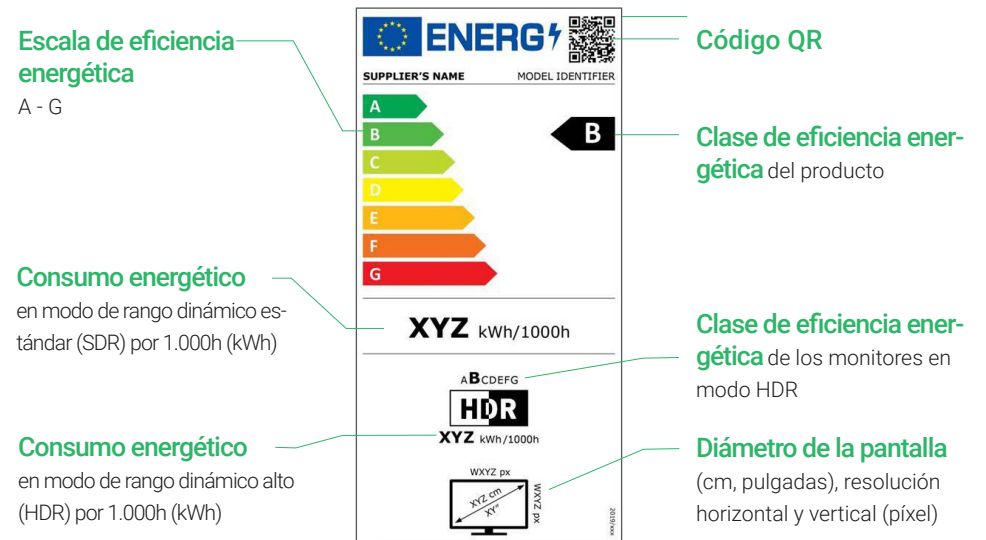 Escala de eficiencia
energética
A - G
Consumo energético
en modo de rango dinámico es-
tándar (SDR) por 1.000h (kWh)
Consumo energético
en modo de rango dinámico alto
(HDR) por 1.000h (kWh)
ENERG
SUPPLIER'S NAME MODEL IDENTIFIER
A
B
B
C
D
E
F
G
XYZ kWh/1000h
ABCDEFG
HDR
XYZ kWh/1000h
WXYZ px
WXYZ px
XYZ cm
XY"
2019/xxx
Código QR
Clase de eficiencia ener-
gética del producto
Clase de eficiencia ener-
gética de los monitores en
modo HDR
Diámetro de la pantalla
(cm, pulgadas), resolución
horizontal y vertical (píxel)